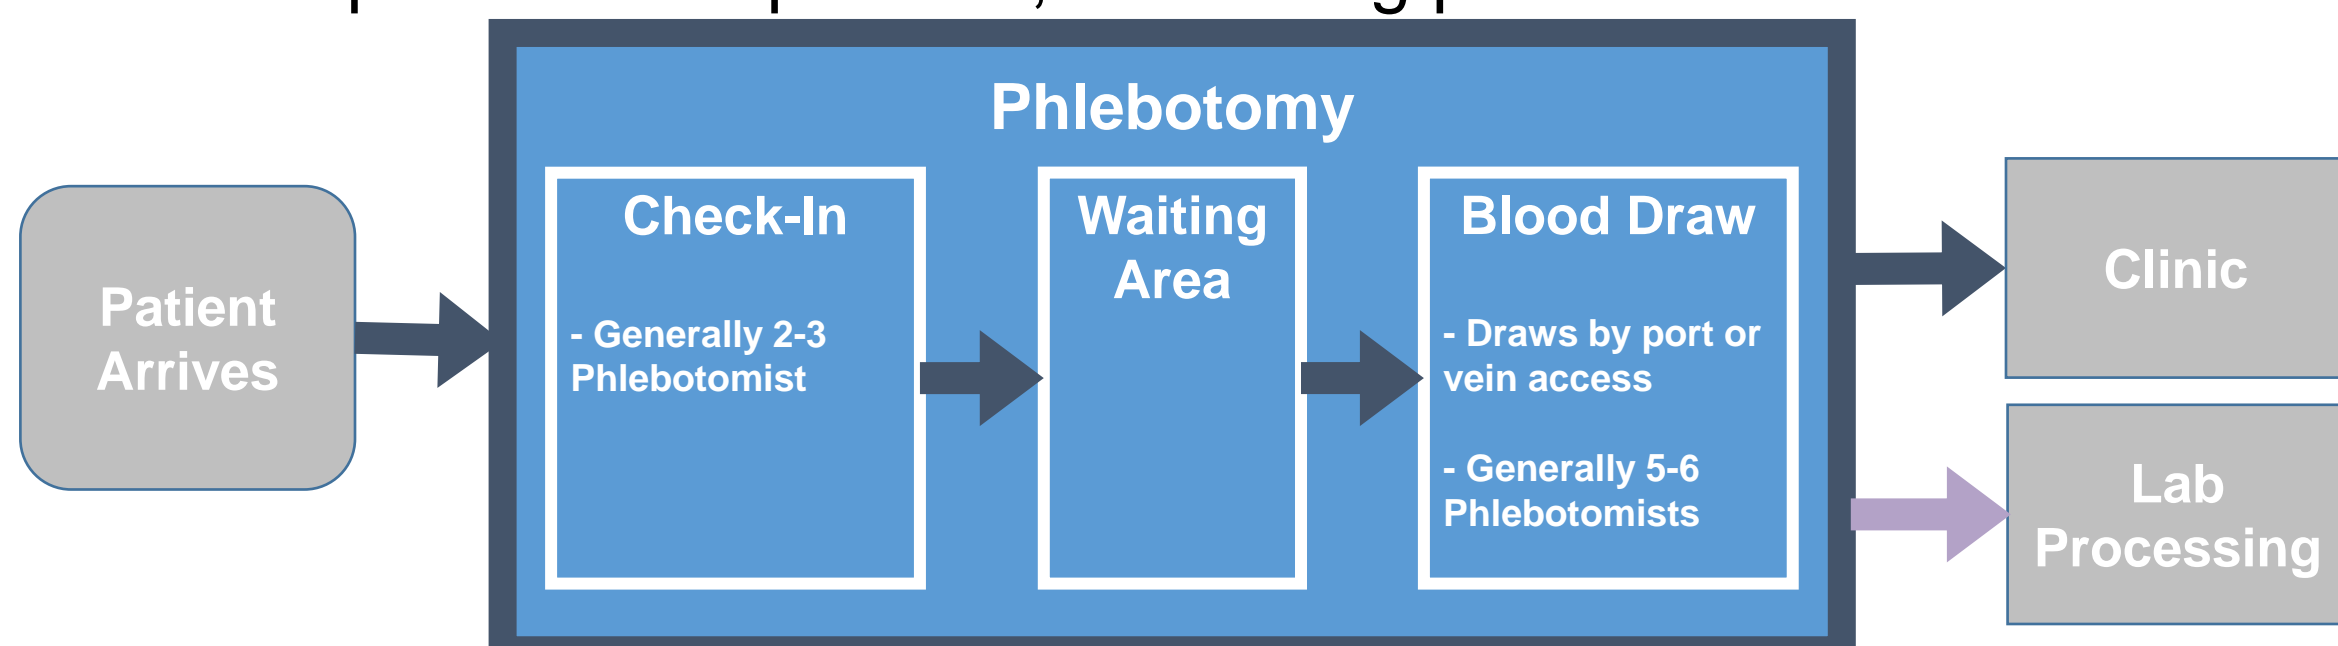 Phlebotomy
Patient
Arrives
Check-In
- Generally 2-3
Phlebotomist
Waiting
Area
Blood Draw
- Draws by port or
vein access
- Generally 5-6
Phlebotomists
Clinic
Lab
Processing